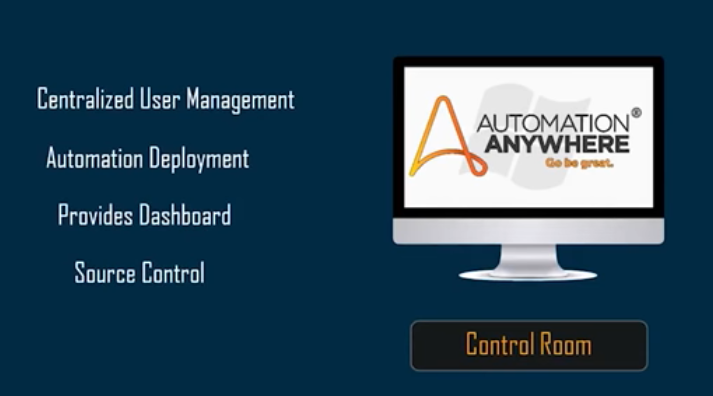 Centralized User Management
Automation Deployment
Provides Dashboard
Source Control
AUTOMATION®
ANYWHERE
Go be great.
Control Room